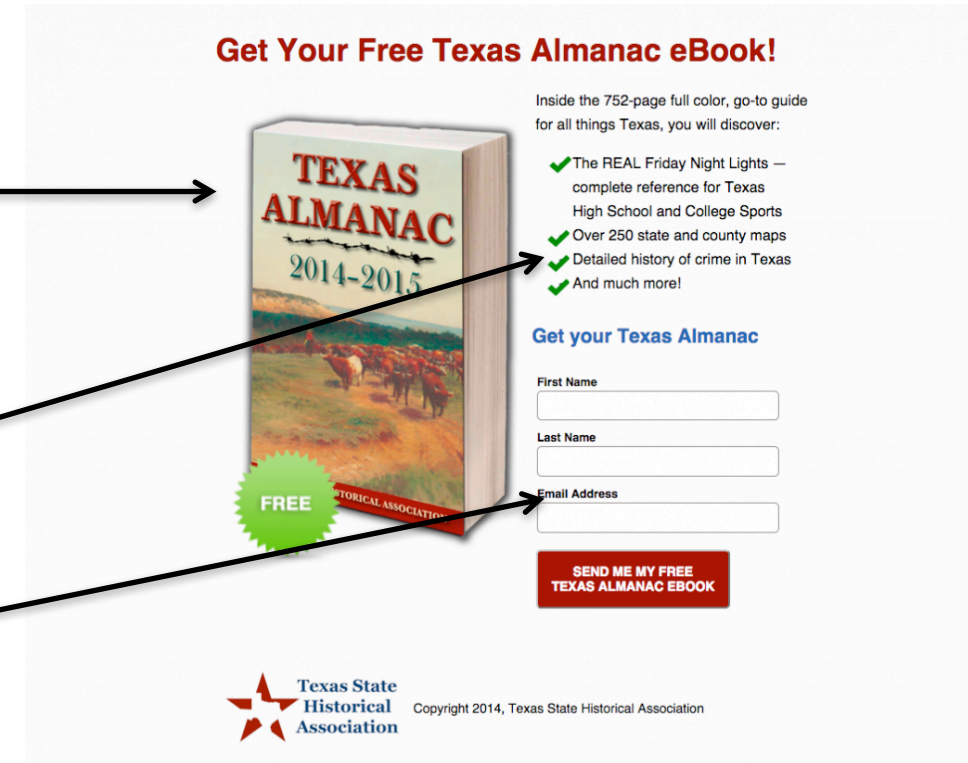 Get Your Free Texas Almanac eBook!
Inside the 752-page full color, go-to guide
for all things Texas, you will discover:
The REAL Friday Night Lights —
complete reference for Texas
High School and College Sports
Over 250 state and county maps
Detailed history of crime in Texas
And much more!
TEXAS
ALMANAC
2014-2015
FREE
ASSOCIATION
Get your Texas Almanac
First Name
Last Name
Email Address
SEND ME MY FREE
TEXAS ALMANAC EBOOK
Texas State
Historical
Association
Copyright 2014, Texas State Historical Association